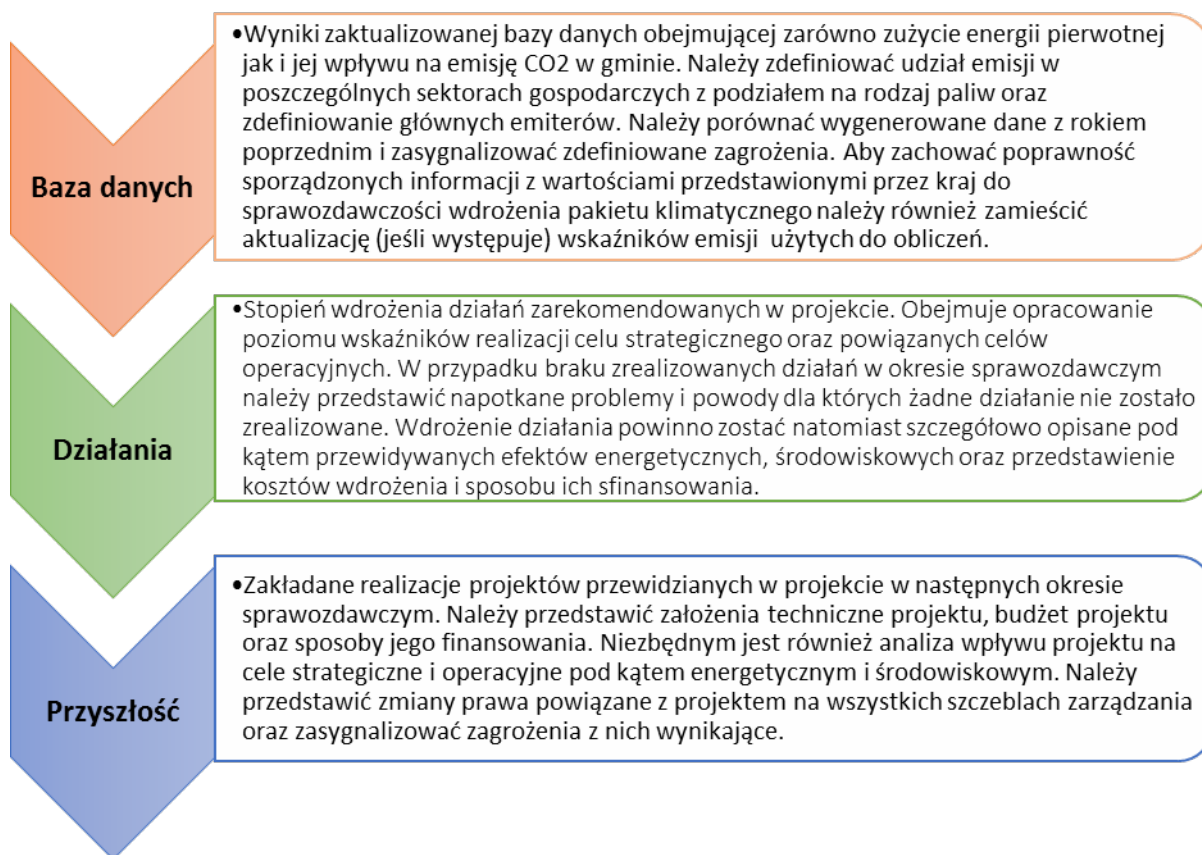 Baza danych
•Wyniki zaktualizowanej bazy danych obejmującej zarówno zużycie energii pierwotnej
jak i jej wpływu na emisję CO2 w gminie. Należy zdefiniować udział emisji w
poszczególnych sektorach gospodarczych z podziałem na rodzaj paliw oraz
zdefiniowanie głównych emiterów. Należy porównać wygenerowane dane z rokiem
poprzednim i zasygnalizować zdefiniowane zagrożenia. Aby zachować poprawność
sporządzonych informacji z wartościami przedstawionymi przez kraj do
sprawozdawczości wdrożenia pakietu klimatycznego należy również zamieścić
aktualizację (jeśli występuje) wskaźników emisji użytych do obliczeń.
Działania
•Stopień wdrożenia działań zarekomendowanych w projekcie. Obejmuje opracowanie
poziomu wskaźników realizacji celu strategicznego oraz powiązanych celów
operacyjnych. W przypadku braku zrealizowanych działań w okresie sprawozdawczym
należy przedstawić napotkane problemy i powody dla których żadne działanie nie zostało
zrealizowane. Wdrożenie działania powinno zostać natomiast szczegółowo opisane pod
kątem przewidywanych efektów energetycznych, środowiskowych oraz przedstawienie
kosztów wdrożenia i sposobu ich sfinansowania.
Przyszłość
•Zakładane realizacje projektów przewidzianych w projekcie w następnych okresie
sprawozdawczym. Należy przedstawić założenia techniczne projektu, budżet projektu
oraz sposoby jego finansowania. Niezbędnym jest również analiza wpływu projektu na
cele strategiczne i operacyjne pod kątem energetycznym i środowiskowym. Należy
przedstawić zmiany prawa powiązane z projektem na wszystkich szczeblach zarządzania
oraz zasygnalizować zagrożenia z nich wynikające.